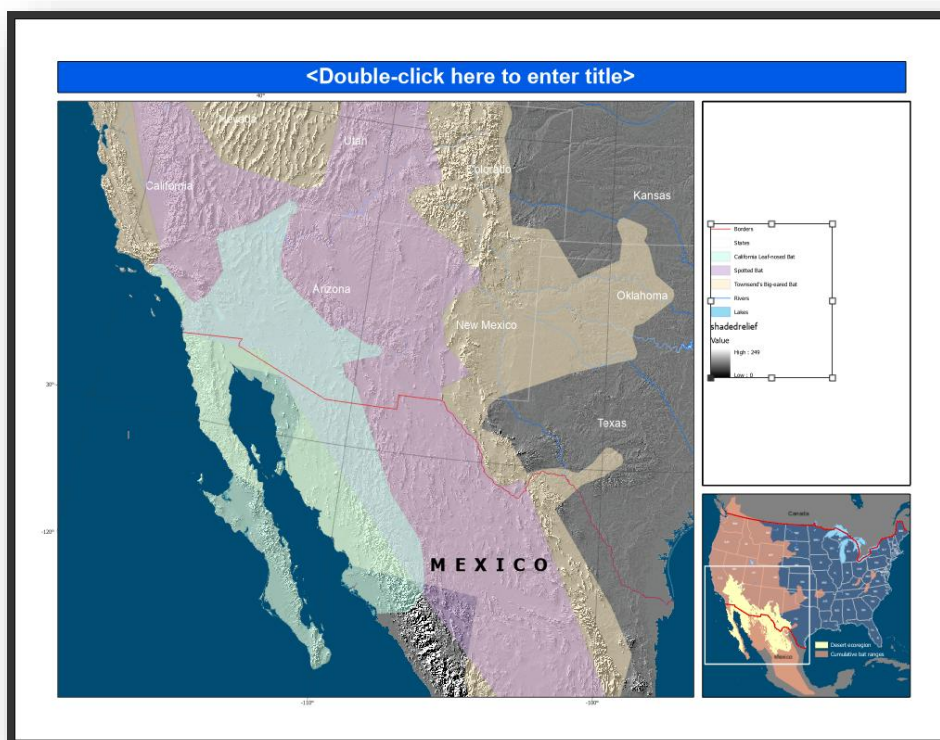 <Double-click here to enter title>
40°
Nevada
Utah
Colorado
California
Kansas
Arizona
New Mexico
Oklahoma
Texas
MEXICO
30°
-120°
-110°
-100°
Borders
States
California Leaf-nosed Bat
Spotted Bat
Townsend's Big-eared Bat
Rivers
Lakes
shadedrelief
Value
High : 249
Low : 0
Canada
Mexico
Desert ecoregion
Cumulative bat ranges